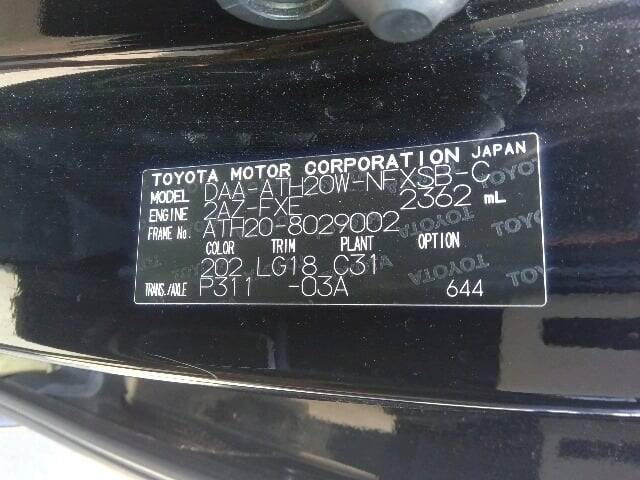 TOYOTA MOTOR CORPORATION JAPAN
MODEL DAA-ATH20W-NFXSB-C
ENGINE 2AZ-FXE 2362 mL
FRAME No. ATH20-8029002
COLOR TRIM PLANT OPTION
202 LG18 C31
TRANS./AXLE P311 -03A 644